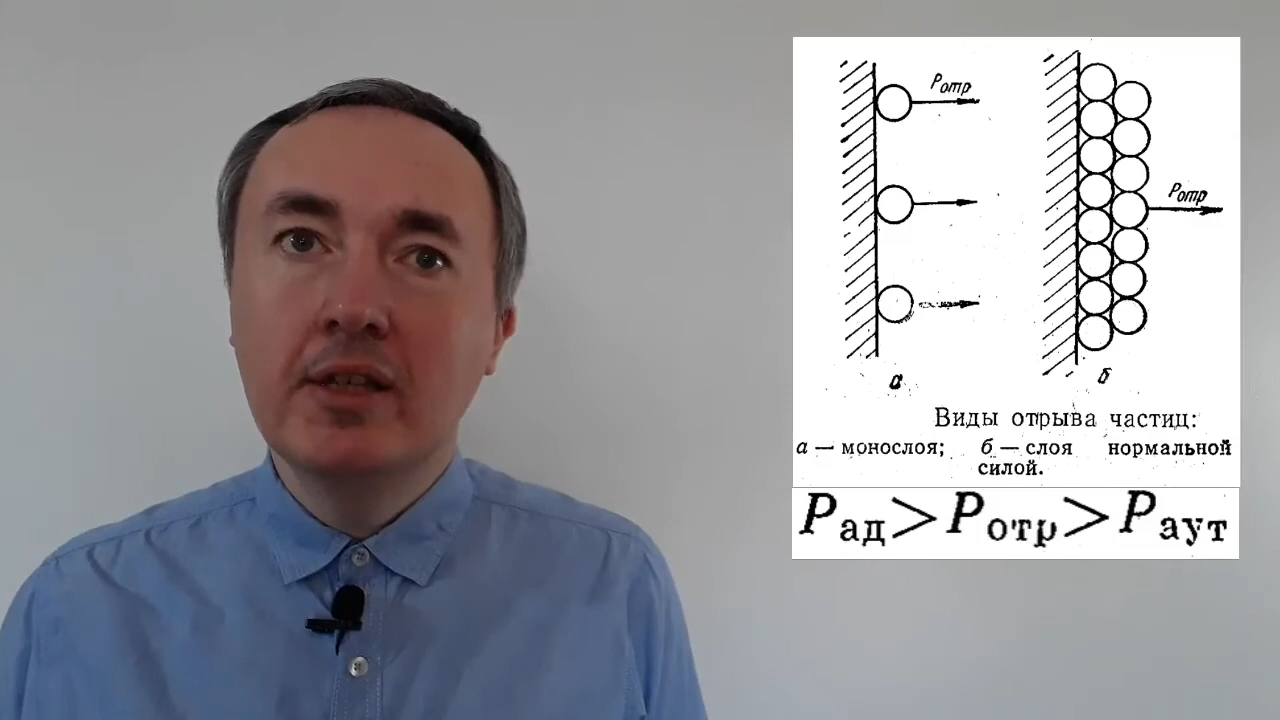 Pотр
Pотр
а б
Виды отрыва частиц:
а — монослоя; б — слоя нормальной
силой.
Pад > Pотр > Pаут